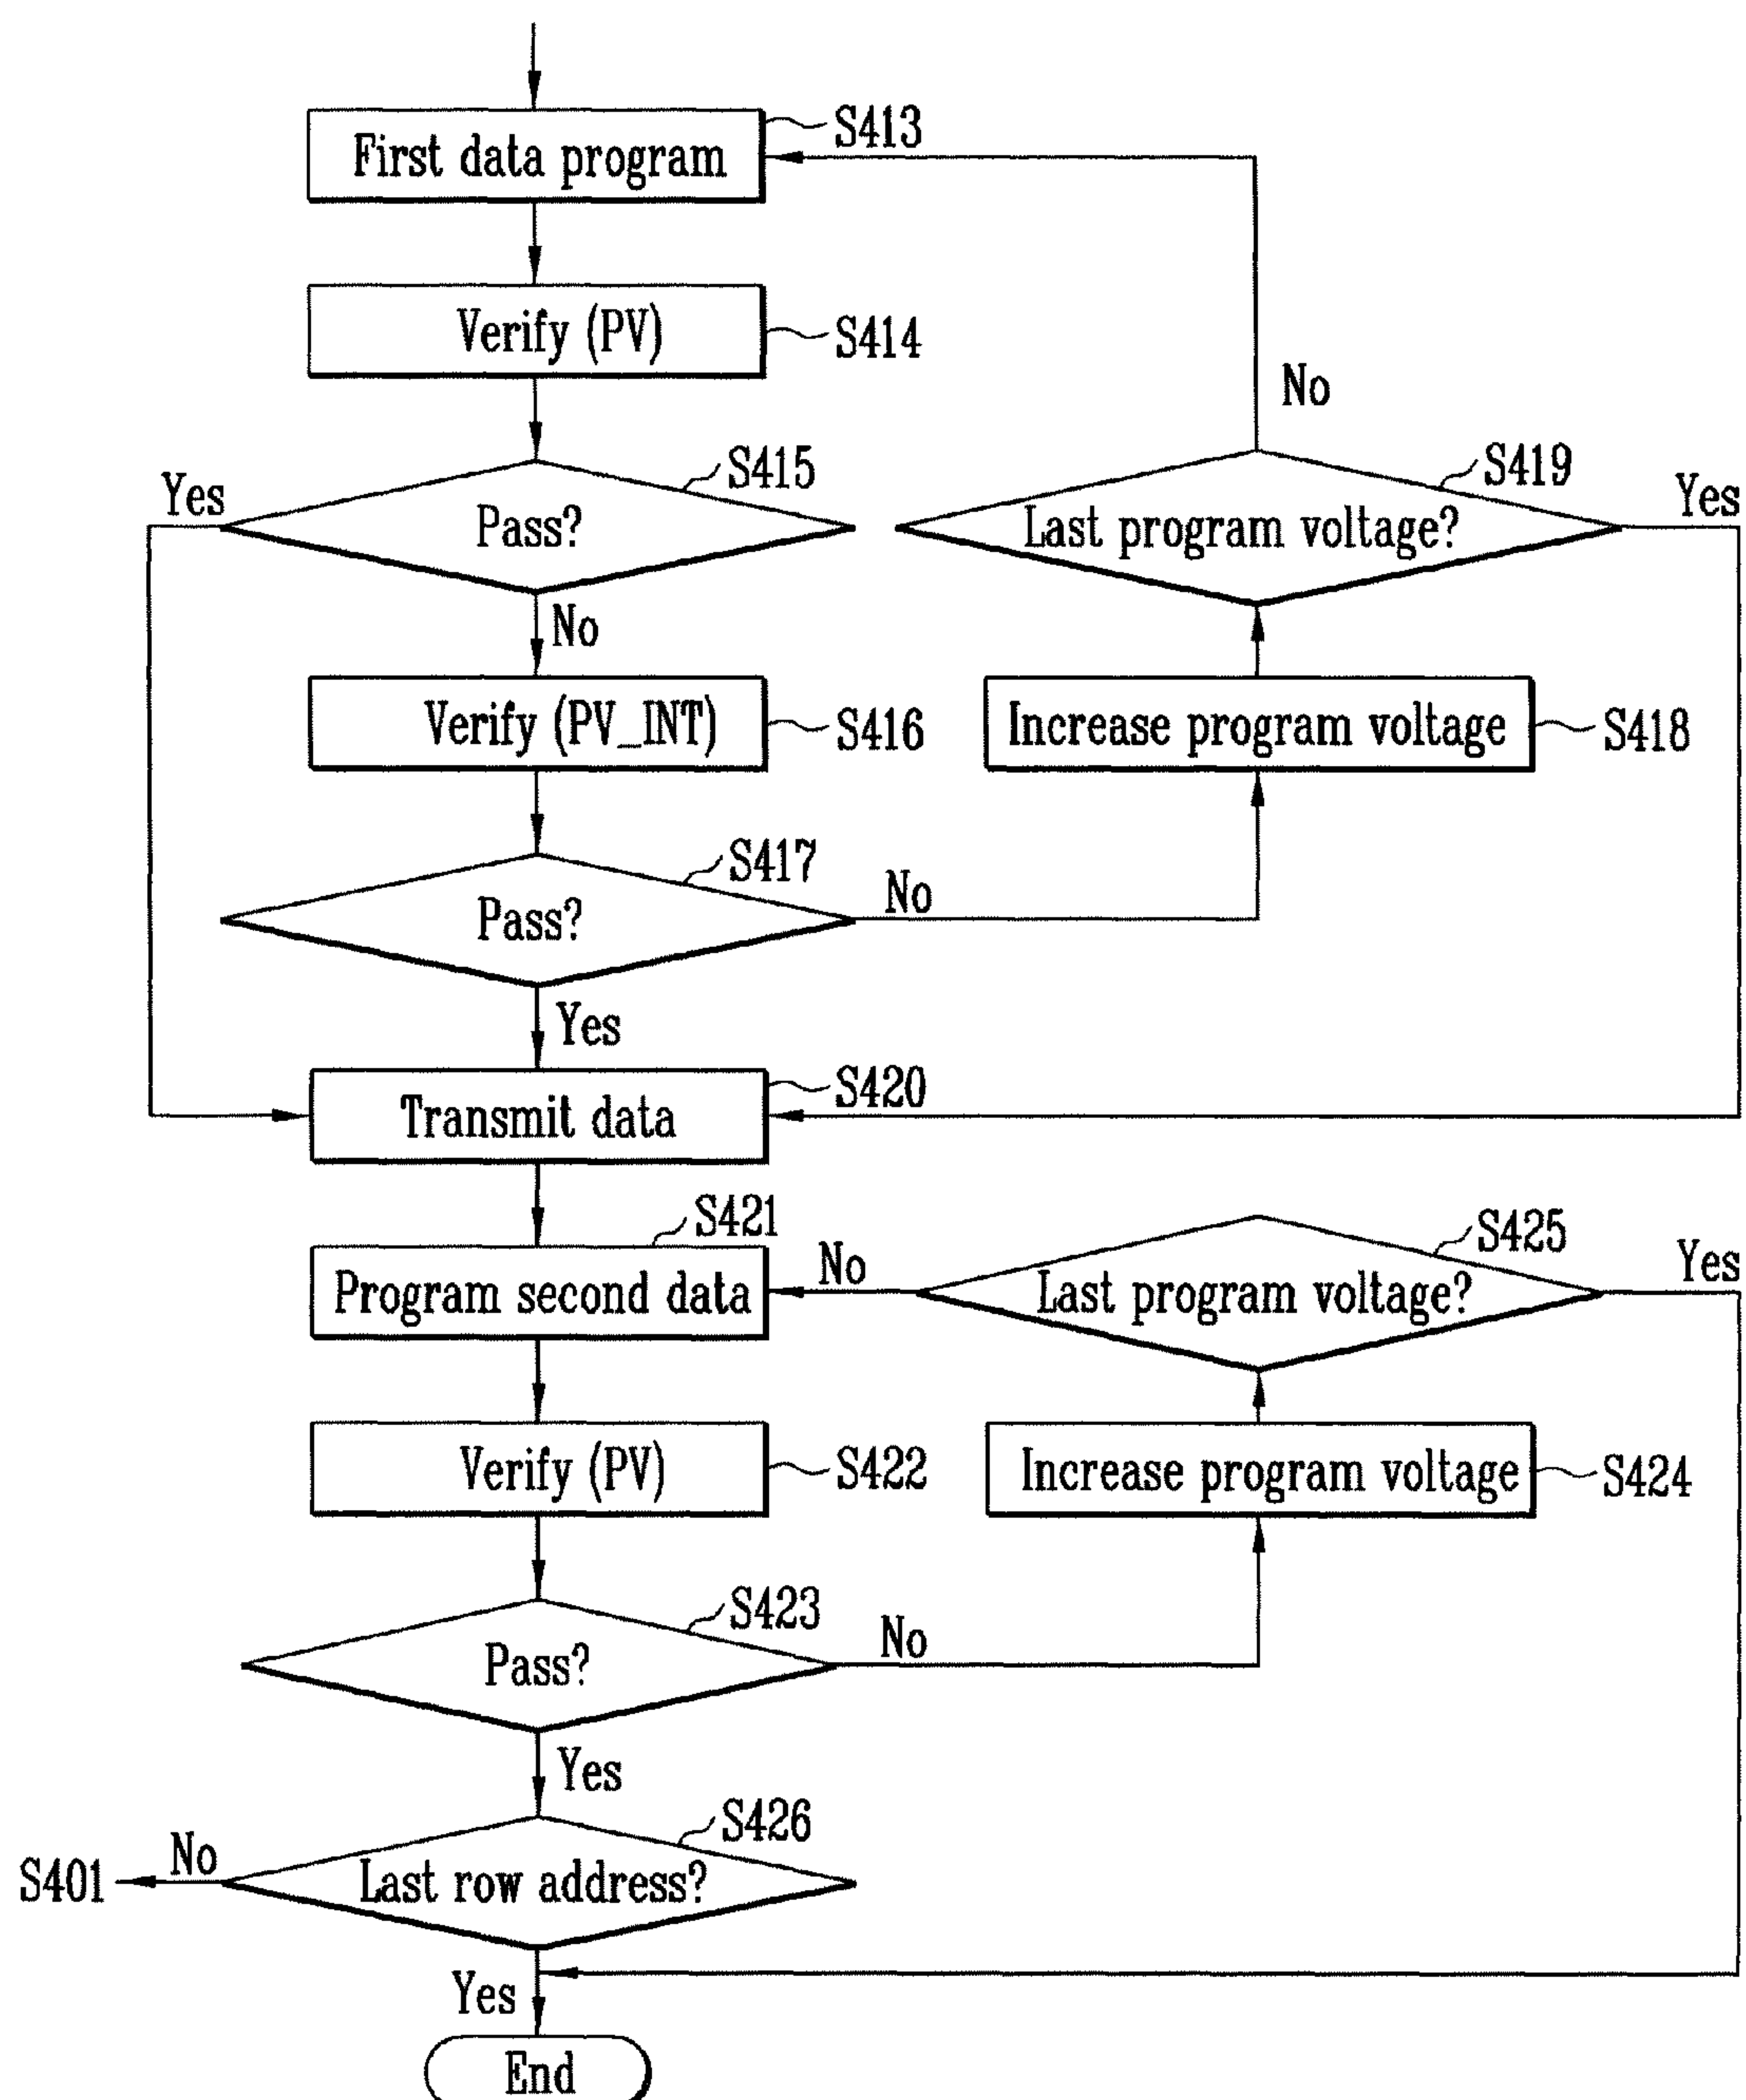 S413
First data program
Verify (PV)
S414
No
S415
Yes
Pass?
S419
Yes
Last program voltage?
No
Verify (PV_INT)
S416
Increase program voltage
S418
S417
Pass?
No
Yes
S420
Transmit data
S421
Program second data
No
S425
Yes
Last program voltage?
Verify (PV)
S422
Increase program voltage
S424
S423
Pass?
No
Yes
S426
S401
No
Last row address?
Yes
End